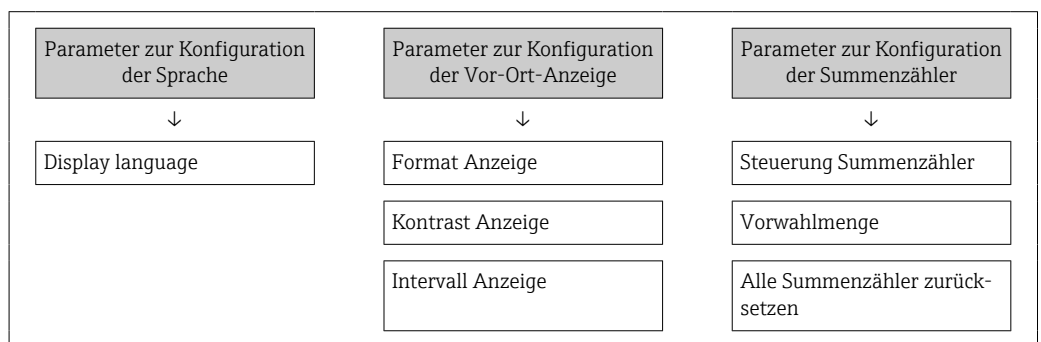 Parameter zur Konfiguration
der Sprache
↓
Display language
Parameter zur Konfiguration
der Vor-Ort-Anzeige
↓
Format Anzeige
Kontrast Anzeige
Intervall Anzeige
Parameter zur Konfiguration
der Summenzähler
↓
Steuerung Summenzähler
Vorwahlmenge
Alle Summenzähler zurück-
setzen